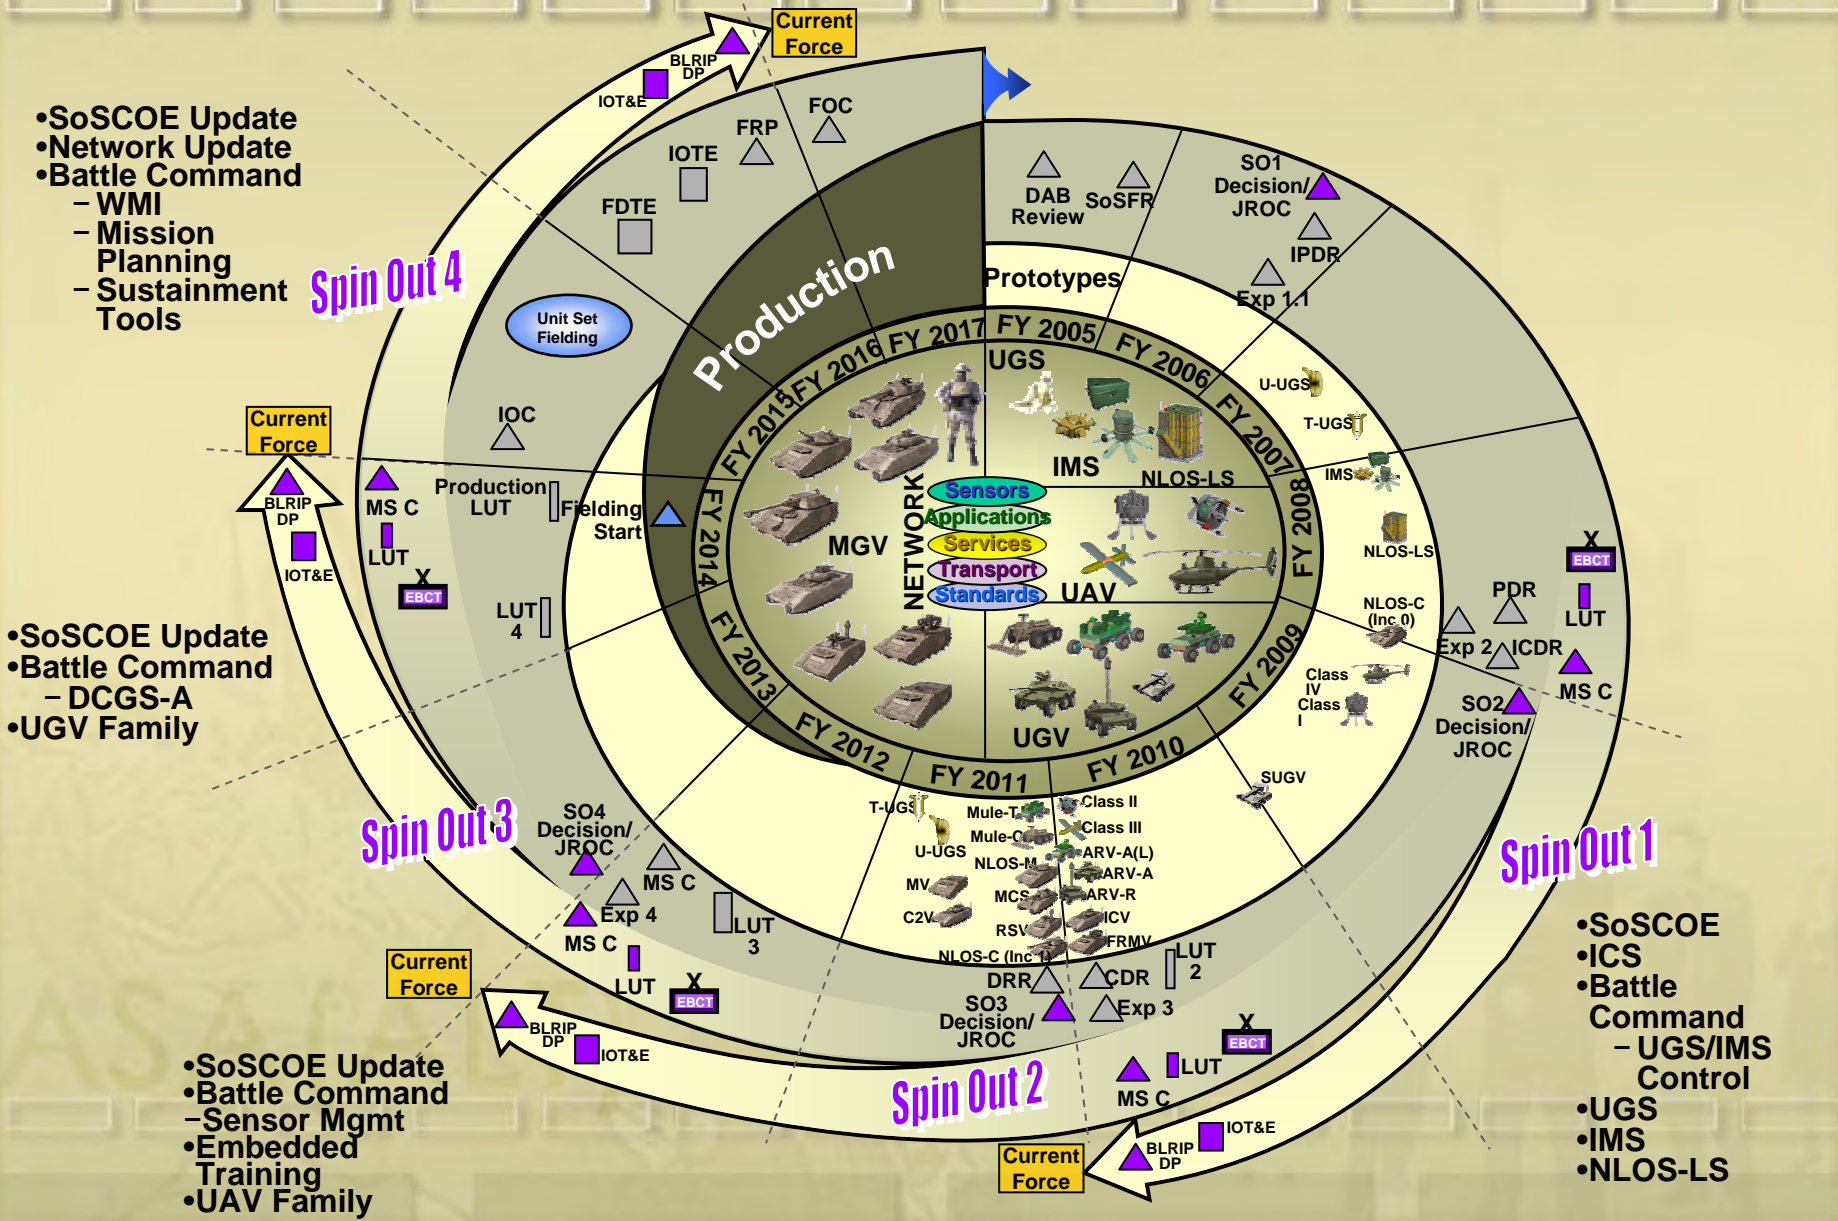 Current
Force
BLRIP
DP
IOT&E
•SoSCOE Update
•Network Update
•Battle Command
– WMI
– Mission
Planning
– Sustainment
Tools
Spin Out 4
FOC
FRP
IOTE
FDTE
Unit Set
Fielding
IOC
Production
DAB
Review
SoSFR
SO1
Decision/
JROC
IPDR
Exp 1.1
Prototypes
FY 2005
FY 2006
FY 2007
FY 2008
FY 2009
FY 2010
FY 2011
FY 2012
FY 2013
FY 2014
FY 2015
FY 2016
FY 2017
UGS
IMS
NLOS-LS
NETWORK
Sensors
Applications
Services
Transport
Standards
MGV
UAV
UGV
U-UGS
T-UGS
IMS
NLOS-LS
NLOS-C
(Inc 0)
Class
IV
Class
I
SUGV
X
EBCT
LUT
PDR
Exp 2
ICDR
MS C
SO2
Decision/
JROC
Spin Out 1
•SoSCOE
•ICS
•Battle
Command
– UGS/IMS
Control
•UGS
•IMS
•NLOS-LS
Current
Force
BLRIP
DP
IOT&E
MS C
LUT
X
EBCT
Production
LUT
Fielding
Start
LUT
4
•SoSCOE Update
•Battle Command
– DCGS-A
•UGV Family
Spin Out 3
SO4
Decision/
JROC
MS C
Exp 4
MS C
LUT
3
LUT
X
EBCT
T-UGS
U-UGS
MV
C2V
Mule-T
Mule-C
NLOS-M
MCS
RSV
NLOS-C (Inc 1)
Class II
Class III
ARV-A(L)
ARV-A
ARV-R
ICV
FRMV
DRR
CDR
LUT
2
SO3
Decision/
JROC
Exp 3
X
EBCT
LUT
MS C
Current
Force
BLRIP
DP
IOT&E
Spin Out 2
•SoSCOE Update
•Battle Command
–Sensor Mgmt
•Embedded
Training
•UAV Family
Current
Force
BLRIP
DP
IOT&E
ASAALT